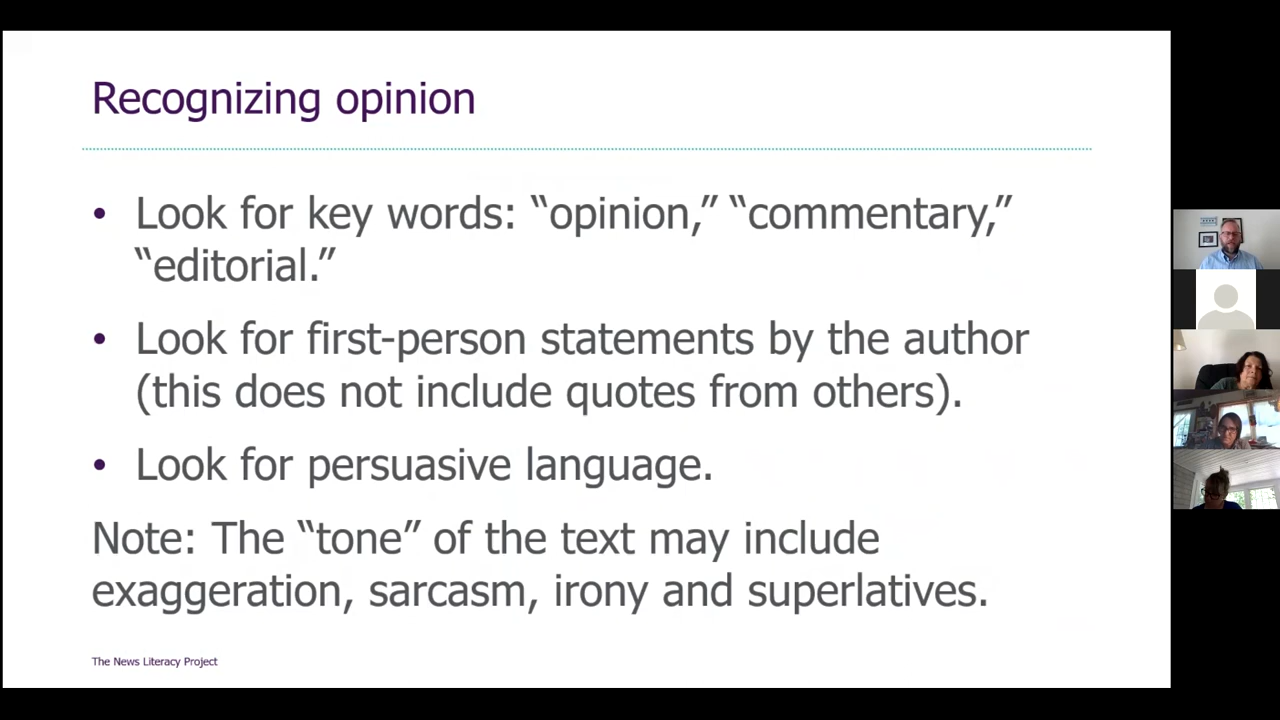 Recognizing opinion
• Look for key words: “opinion,” “commentary,”
“editorial.”
• Look for first-person statements by the author
(this does not include quotes from others).
• Look for persuasive language.
Note: The “tone” of the text may include
exaggeration, sarcasm, irony and superlatives.
The News Literacy Project